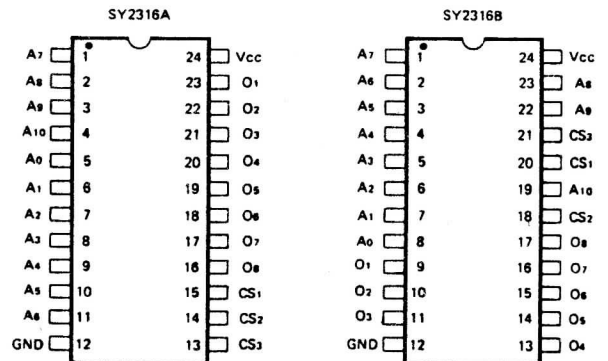 SY2316A
A7 1 24 Vcc
A8 2 23 O1
A9 3 22 O2
A10 4 21 O3
A0 5 20 O4
A1 6 19 O5
A2 7 18 O6
A3 8 17 O7
A4 9 16 O8
A5 10 15 CS1
A6 11 14 CS2
GND 12 13 CS3
SY2316B
A7 1 24 Vcc
A6 2 23 A8
A5 3 22 A9
A4 4 21 CS3
A3 5 20 CS1
A2 6 19 A10
A1 7 18 CS2
A0 8 17 O8
O1 9 16 O7
O2 10 15 O6
O3 11 14 O5
GND 12 13 O4